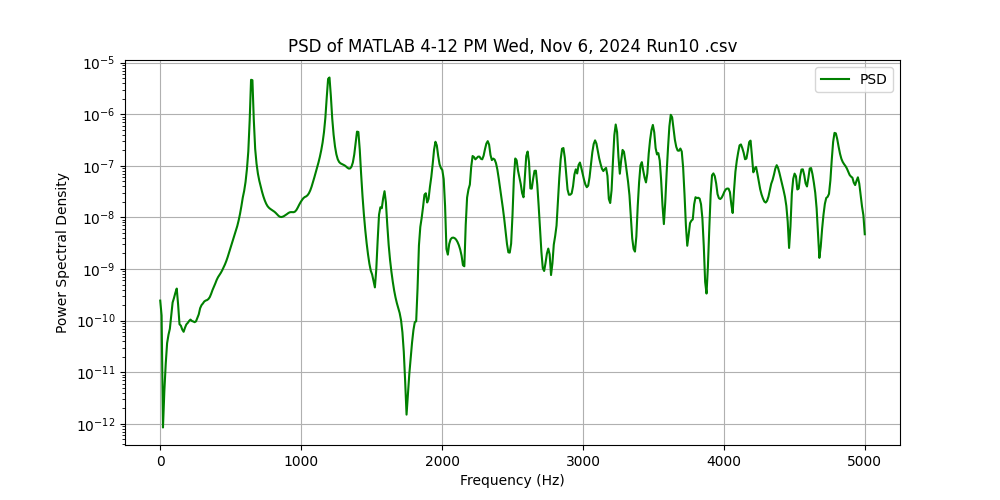 PSD of MATLAB 4-12 PM Wed, Nov 6, 2024 Run10 .csv
PSD
Power Spectral Density
10⁻⁵
10⁻⁶
10⁻⁷
10⁻⁸
10⁻⁹
10⁻¹⁰
10⁻¹¹
10⁻¹²
0 1000 2000 3000 4000 5000
Frequency (Hz)